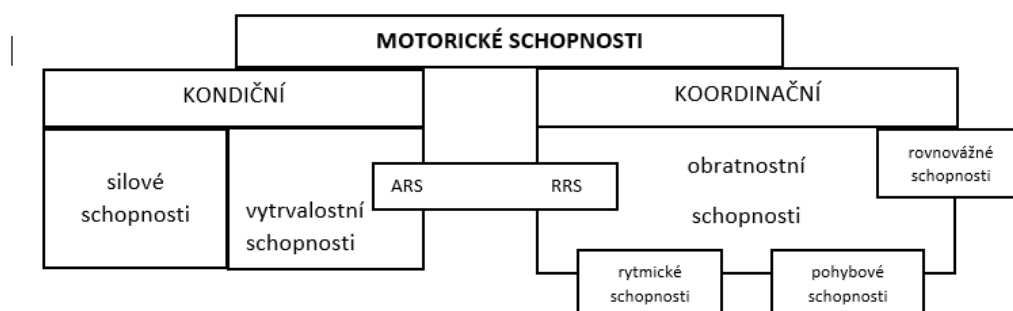 MOTORICKÉ SCHOPNOSTI
KONDIČNÍ
KOORDINAČNÍ
silové
schopnosti
vytrvalostní
schopnosti
ARS
RRS
obratnostní
schopnosti
rovnovážné
schopnosti
rytmické
schopnosti
pohybové
schopnosti